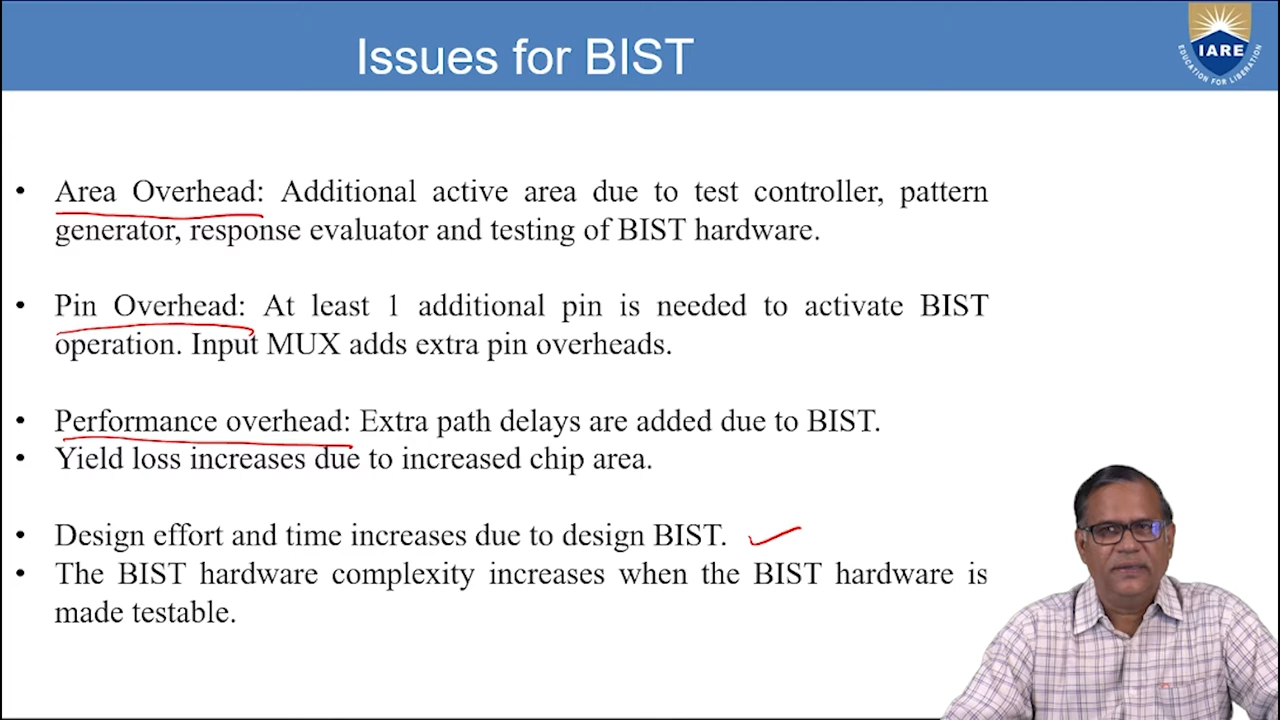 Issues for BIST
IARE
EDUCATION FOR LIBERATION
• Area Overhead: Additional active area due to test controller, pattern
generator, response evaluator and testing of BIST hardware.
• Pin Overhead: At least 1 additional pin is needed to activate BIST
operation. Input MUX adds extra pin overheads.
• Performance overhead: Extra path delays are added due to BIST.
• Yield loss increases due to increased chip area.
• Design effort and time increases due to design BIST.
• The BIST hardware complexity increases when the BIST hardware is
made testable.